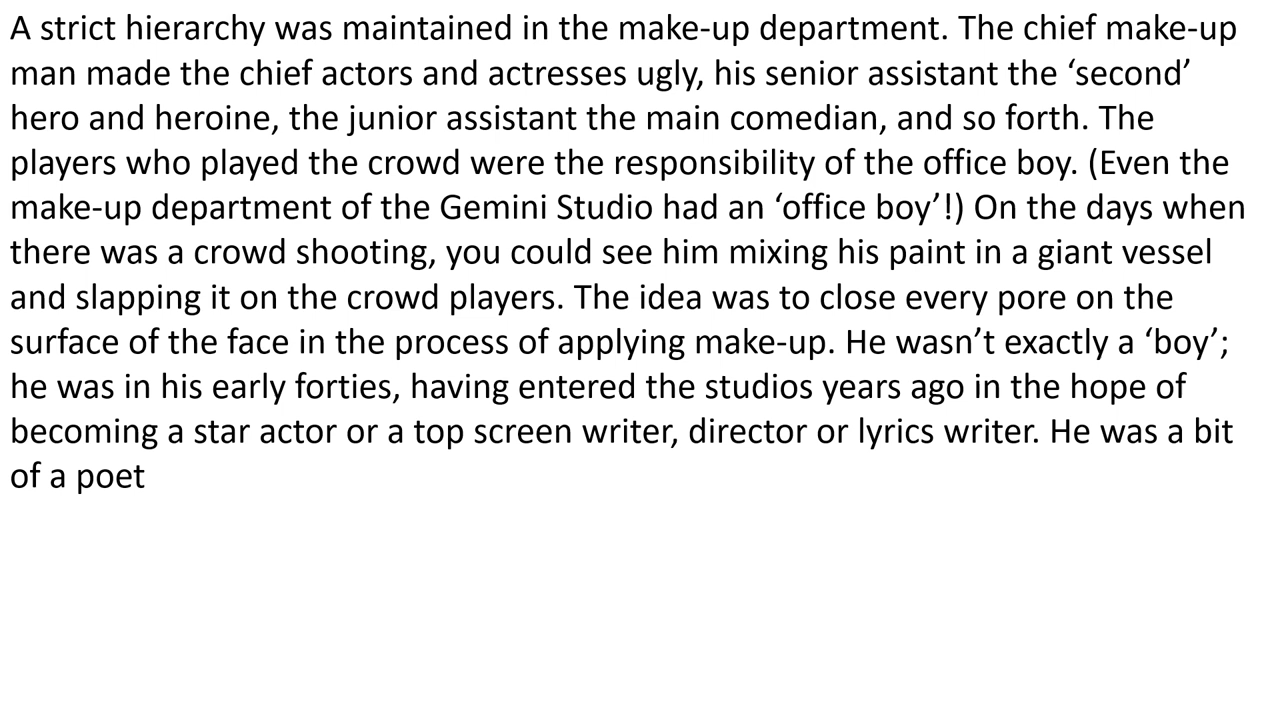 A strict hierarchy was maintained in the make-up department. The chief make-up
man made the chief actors and actresses ugly, his senior assistant the ‘second’
hero and heroine, the junior assistant the main comedian, and so forth. The
players who played the crowd were the responsibility of the office boy. (Even the
make-up department of the Gemini Studio had an ‘office boy’!) On the days when
there was a crowd shooting, you could see him mixing his paint in a giant vessel
and slapping it on the crowd players. The idea was to close every pore on the
surface of the face in the process of applying make-up. He wasn’t exactly a ‘boy’;
he was in his early forties, having entered the studios years ago in the hope of
becoming a star actor or a top screen writer, director or lyrics writer. He was a bit
of a poet